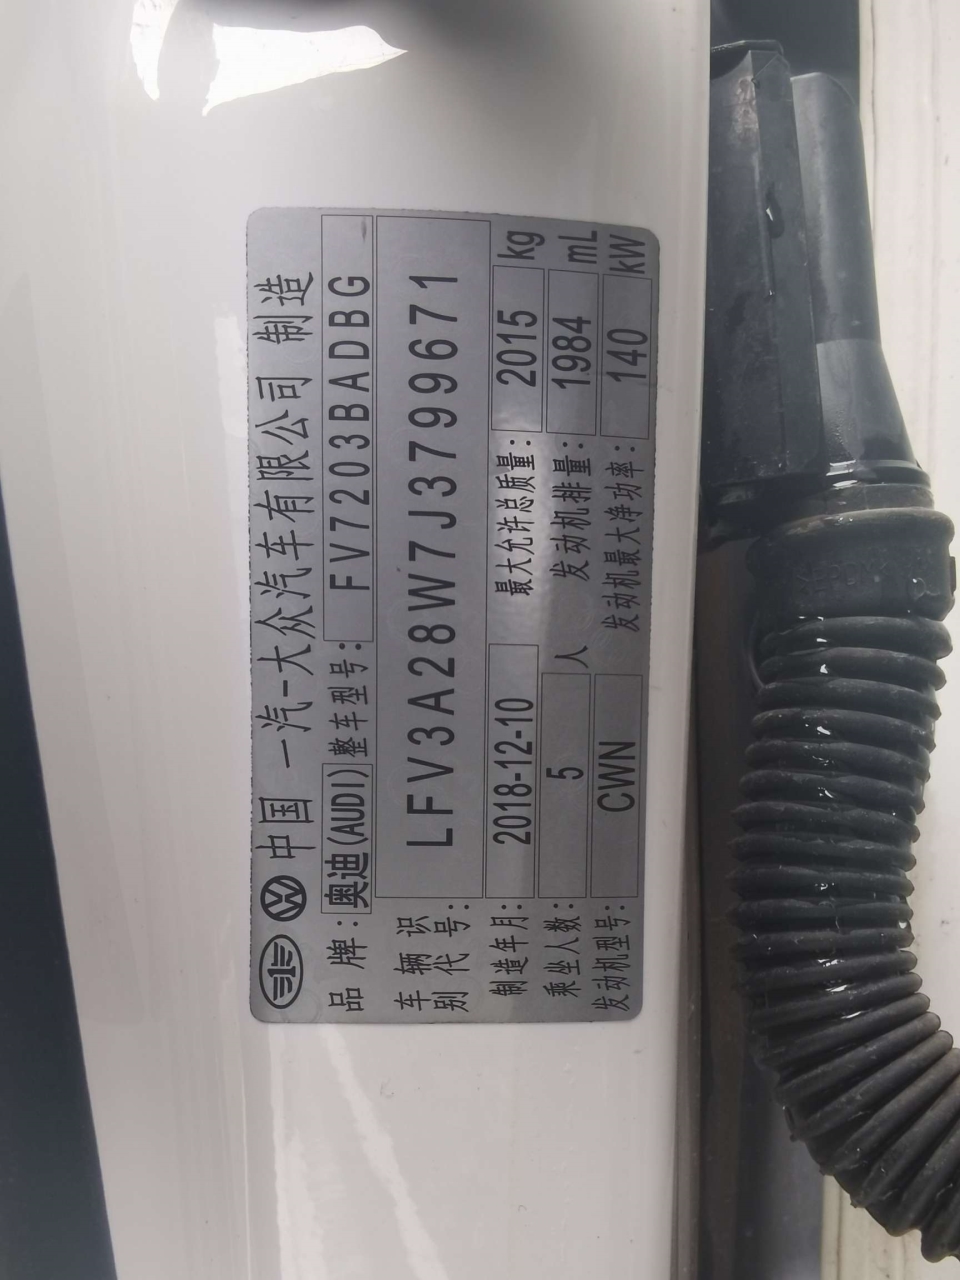 中国 一汽-大众汽车有限公司 制造
品牌: 奥迪(AUDI) 整车型号: FV7203BADBG
车辆识别代号: LFV3A28W7J3799671
制造年月: 2018-12-10 最大允许总质量: 2015 kg
乘坐人数: 5 人 发动机排量: 1984 mL
发动机型号: CWN 发动机最大净功率: 140 kW